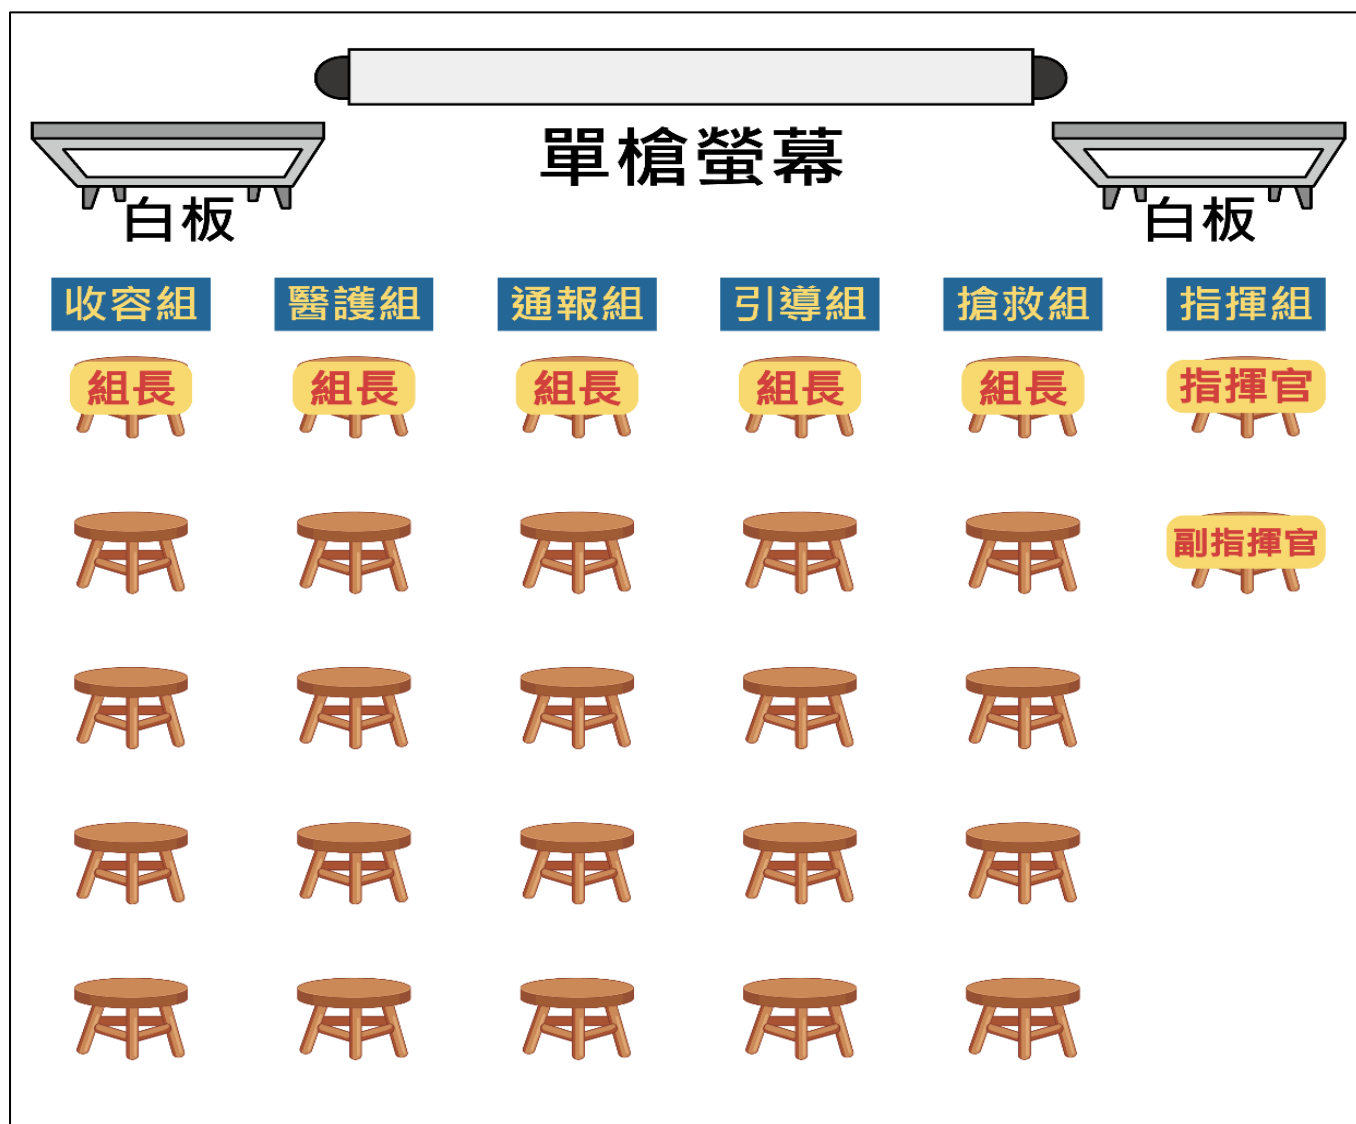 單槍螢幕
白板
白板
收容組 醫護組 通報組 引導組 搶救組 指揮組
組長 組長 組長 組長 組長 指揮官
副指揮官